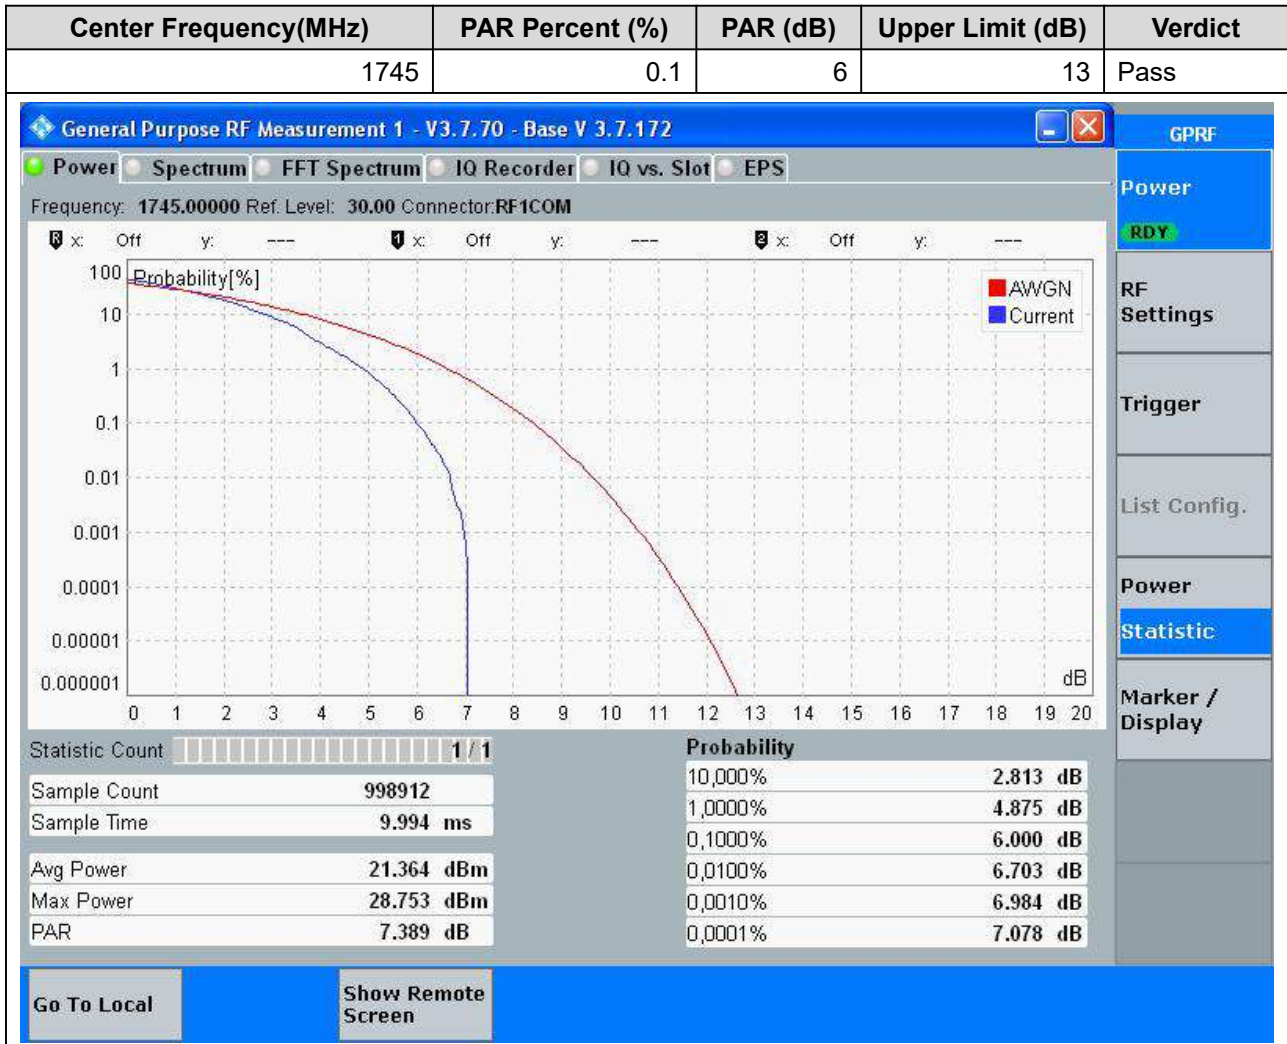 Center Frequency(MHz) PAR Percent (%) PAR (dB) Upper Limit (dB) Verdict
1745 0.1 6 13 Pass
General Purpose RF Measurement 1 - V3.7.70 - Base V 3.7.172
GPRF
Power Spectrum FFT Spectrum IQ Recorder IQ vs. Slot EPS
Power
RDY
Frequency: 1745.00000 Ref. Level: 30.00 Connector:RF1COM
R x: Off y: --- 1 x: Off y: --- 2 x: Off y: ---
Probability[%]
AWGN
Current
100
10
1
0.1
0.01
0.001
0.0001
0.00001
0.000001
dB
0 1 2 3 4 5 6 7 8 9 10 11 12 13 14 15 16 17 18 19 20
RF
Settings
Trigger
List Config.
Power
Statistic
Marker /
Display
Statistic Count 1 / 1
Sample Count 998912
Sample Time 9.994 ms
Avg Power 21.364 dBm
Max Power 28.753 dBm
PAR 7.389 dB
Probability
10,000% 2.813 dB
1,0000% 4.875 dB
0,1000% 6.000 dB
0,0100% 6.703 dB
0,0010% 6.984 dB
0,0001% 7.078 dB
Go To Local
Show Remote
Screen